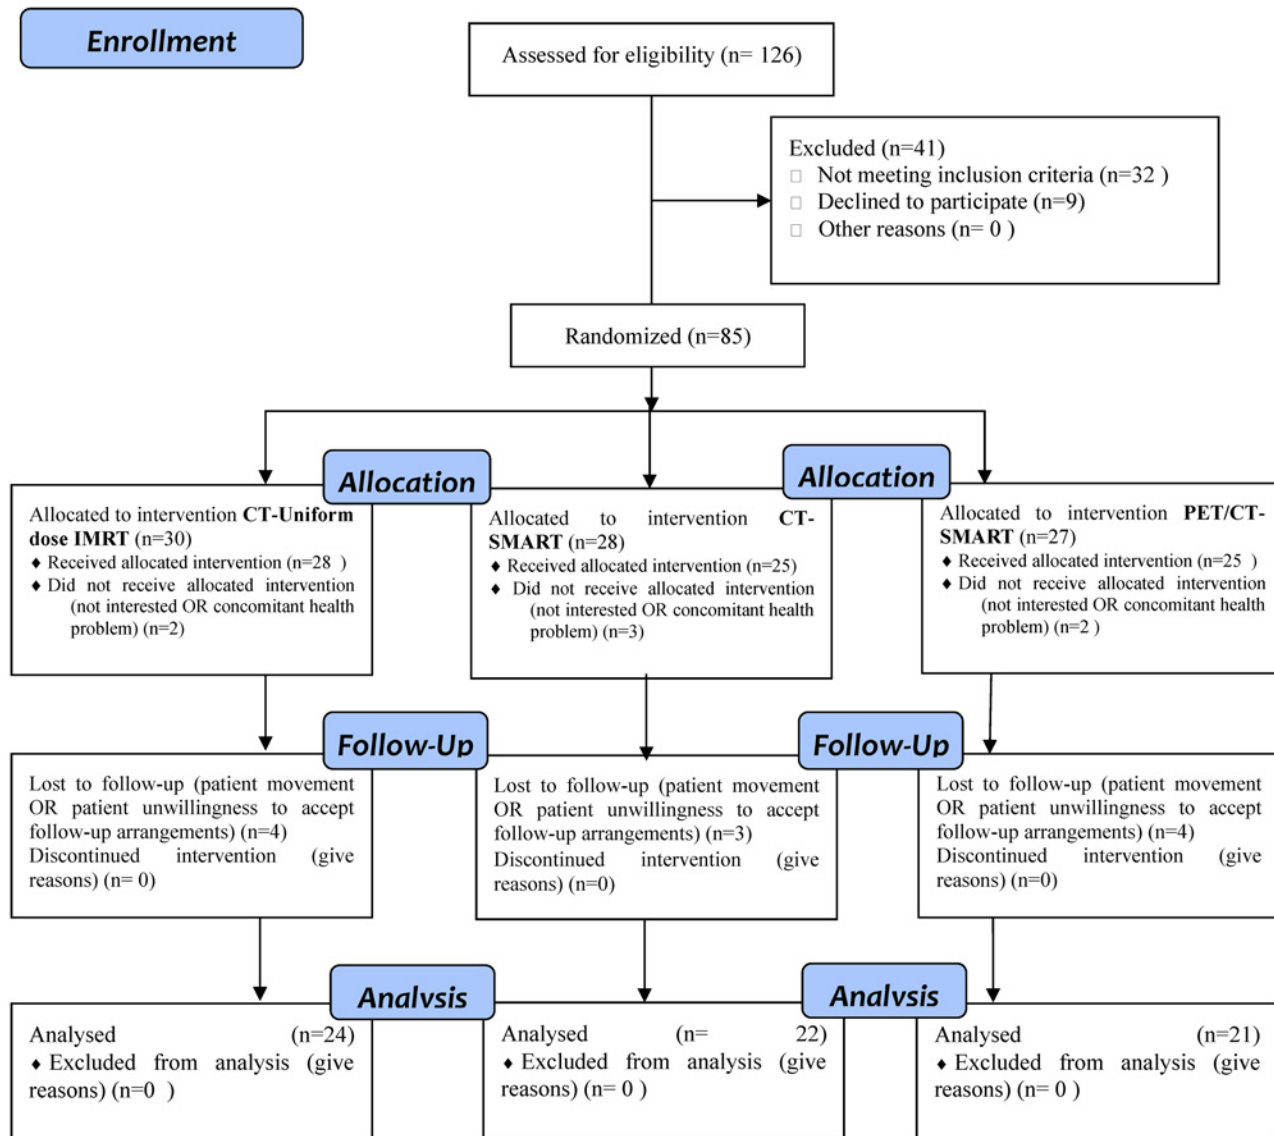 Enrollment
Assessed for eligibility (n= 126)
Excluded (n=41)
□ Not meeting inclusion criteria (n=32 )
□ Declined to participate (n=9)
□ Other reasons (n= 0 )
Randomized (n=85)
Allocation
Allocation
Allocated to intervention CT-Uniform
dose IMRT (n=30)
♦ Received allocated intervention (n=28 )
♦ Did not receive allocated intervention
(not interested OR concomitant health
problem) (n=2)
Allocated to intervention CT-
SMART (n=28)
♦ Received allocated intervention (n=25)
♦ Did not receive allocated intervention
(not interested OR concomitant health
problem) (n=3)
Allocated to intervention PET/CT-
SMART (n=27)
♦ Received allocated intervention (n=25 )
♦ Did not receive allocated intervention
(not interested OR concomitant health
problem) (n=2 )
Follow-Up
Follow-Up
Lost to follow-up (patient movement
OR patient unwillingness to accept
follow-up arrangements) (n=4)
Discontinued intervention (give
reasons) (n= 0)
Lost to follow-up (patient movement
OR patient unwillingness to accept
follow-up arrangements) (n=3)
Discontinued intervention (give
reasons) (n=0)
Lost to follow-up (patient movement
OR patient unwillingness to accept
follow-up arrangements) (n=4)
Discontinued intervention (give
reasons) (n=0)
Analysis
Analysis
Analysed (n=24)
♦ Excluded from analysis (give
reasons) (n=0 )
Analysed (n= 22)
♦ Excluded from analysis (give
reasons) (n= 0 )
Analysed (n=21)
♦ Excluded from analysis (give
reasons) (n= 0 )